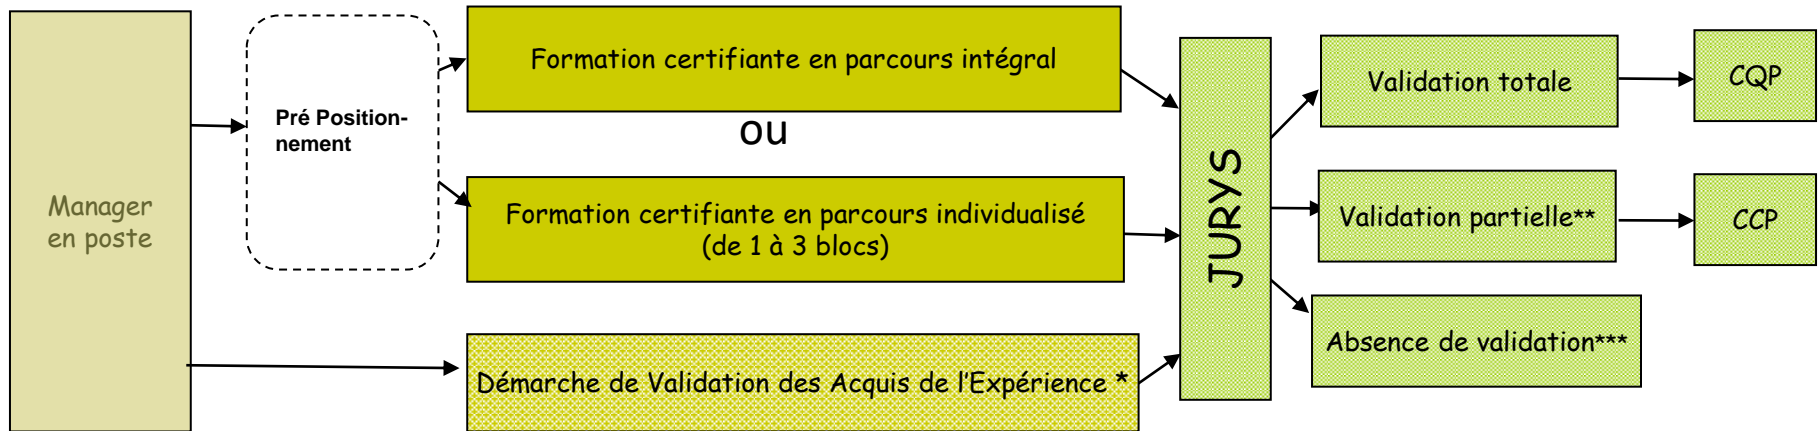 Manager
en poste
Pré Position-
nement
Formation certifiante en parcours intégral
ou
Formation certifiante en parcours individualisé
(de 1 à 3 blocs)
Démarche de Validation des Acquis de l'Expérience *
JURYS
Validation totale
CQP
Validation partielle**
CCP
Absence de validation***